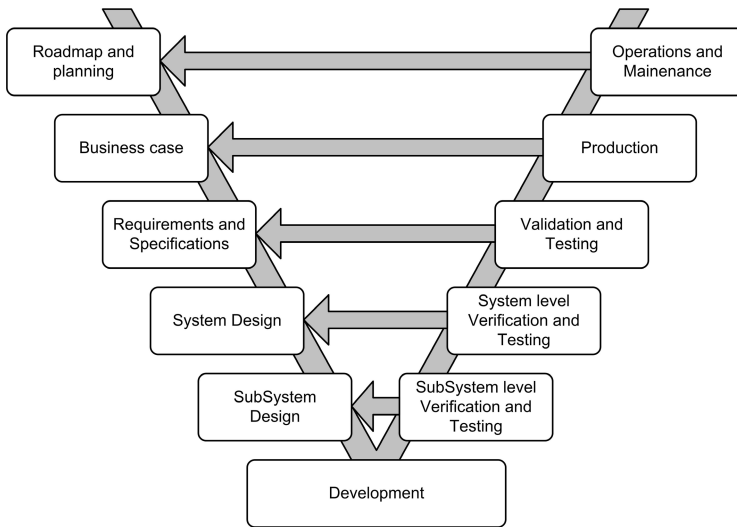 Roadmap and
planning
Operations and
Mainenance
Business case
Production
Requirements and
Specifications
Validation and
Testing
System Design
System level
Verification and
Testing
SubSystem
Design
SubSystem level
Verification and
Testing
Development